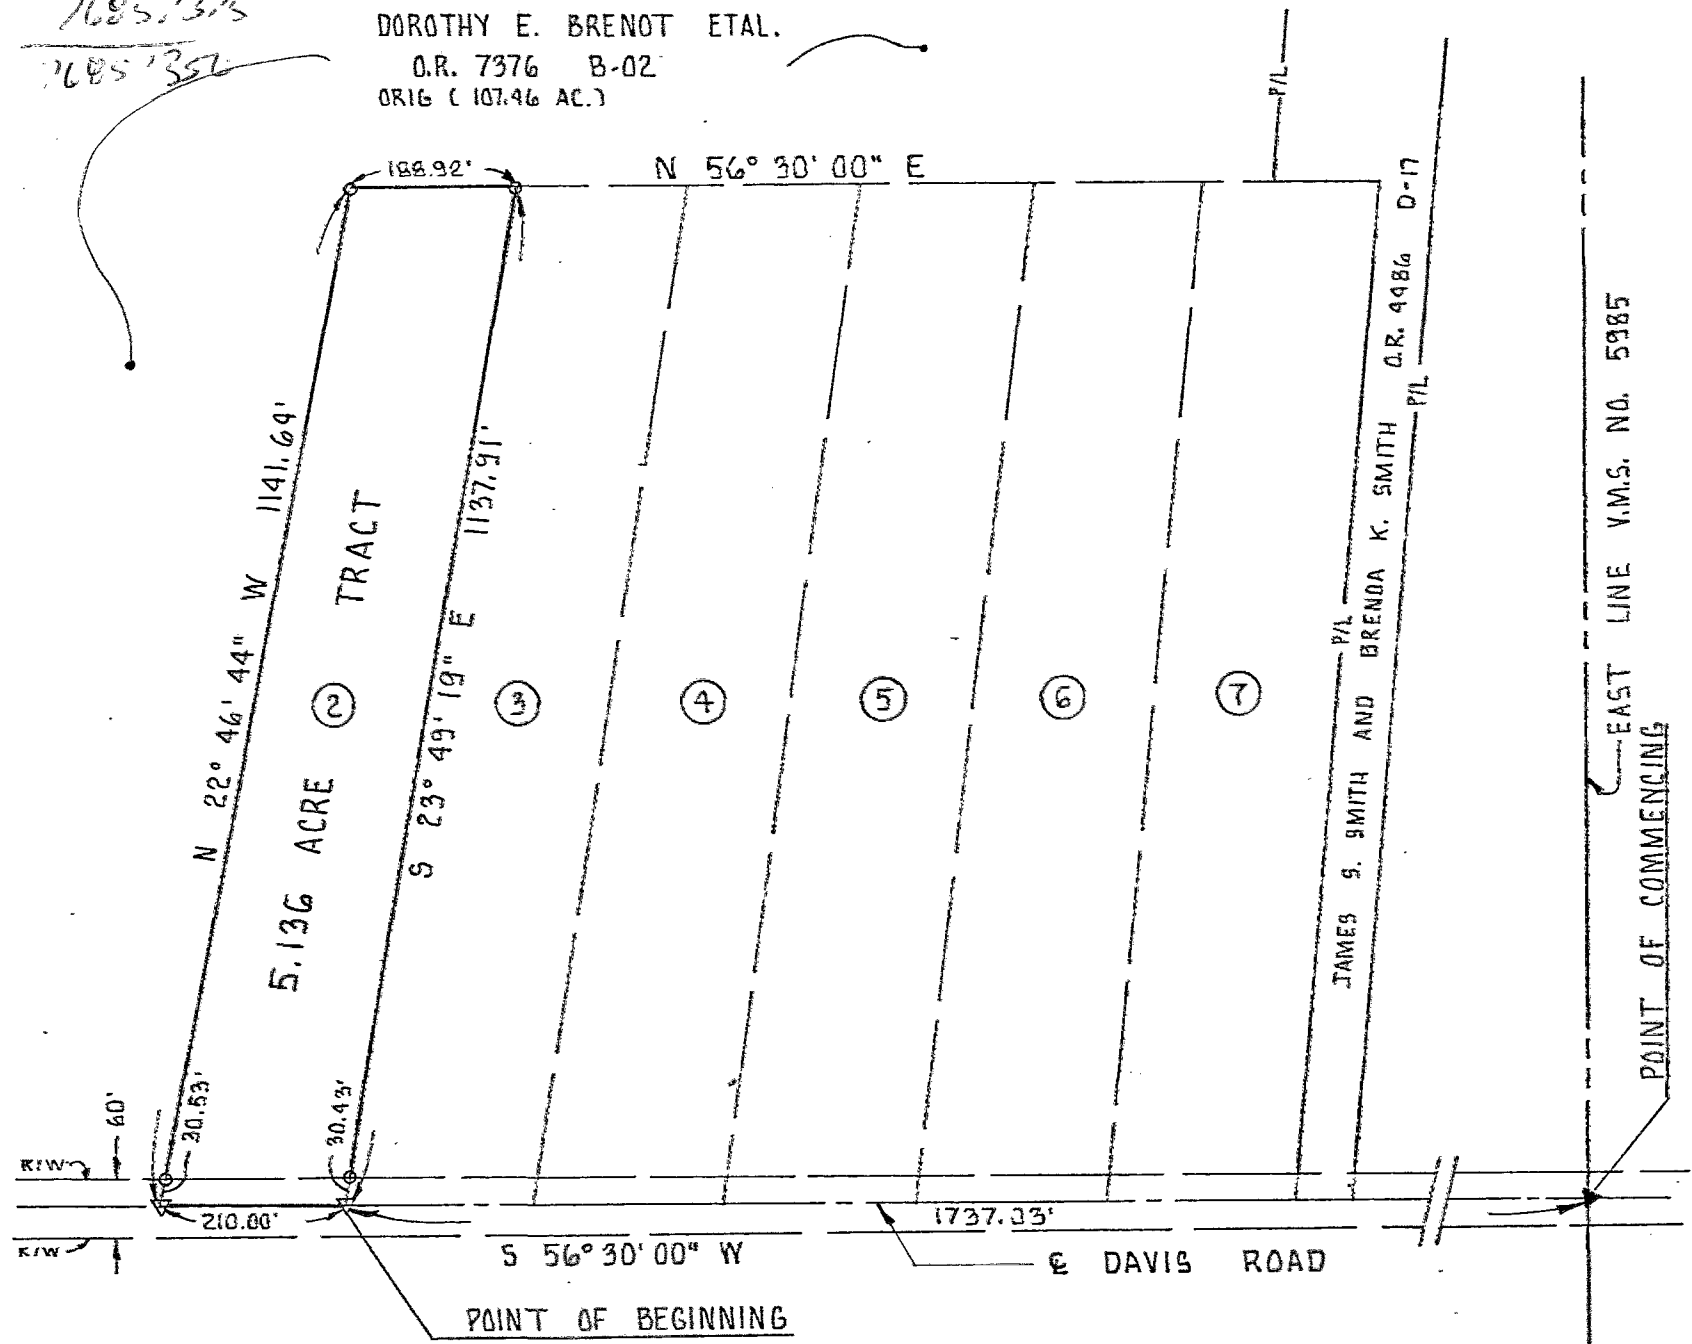 DOROTHY E. BRENOT ETAL.
O.R. 7376 B-02
ORIG ( 107.46 AC.)
P/L
188.92'
N 56° 30' 00" E
N 22° 46' 44" W 1141.64'
5.136 ACRE TRACT
S 23° 49' 19" E 1137.91'
2
3
4
5
6
7
P/L
JAMES S. SMITH AND BRENDA K. SMITH O.R. 4486 D-17
P/L
EAST LINE V.M.S. NO. 5985
POINT OF COMMENCING
60'
30.53'
30.43'
R/W
210.00'
1737.03'
R/W
S 56° 30' 00" W
℄ DAVIS ROAD
POINT OF BEGINNING